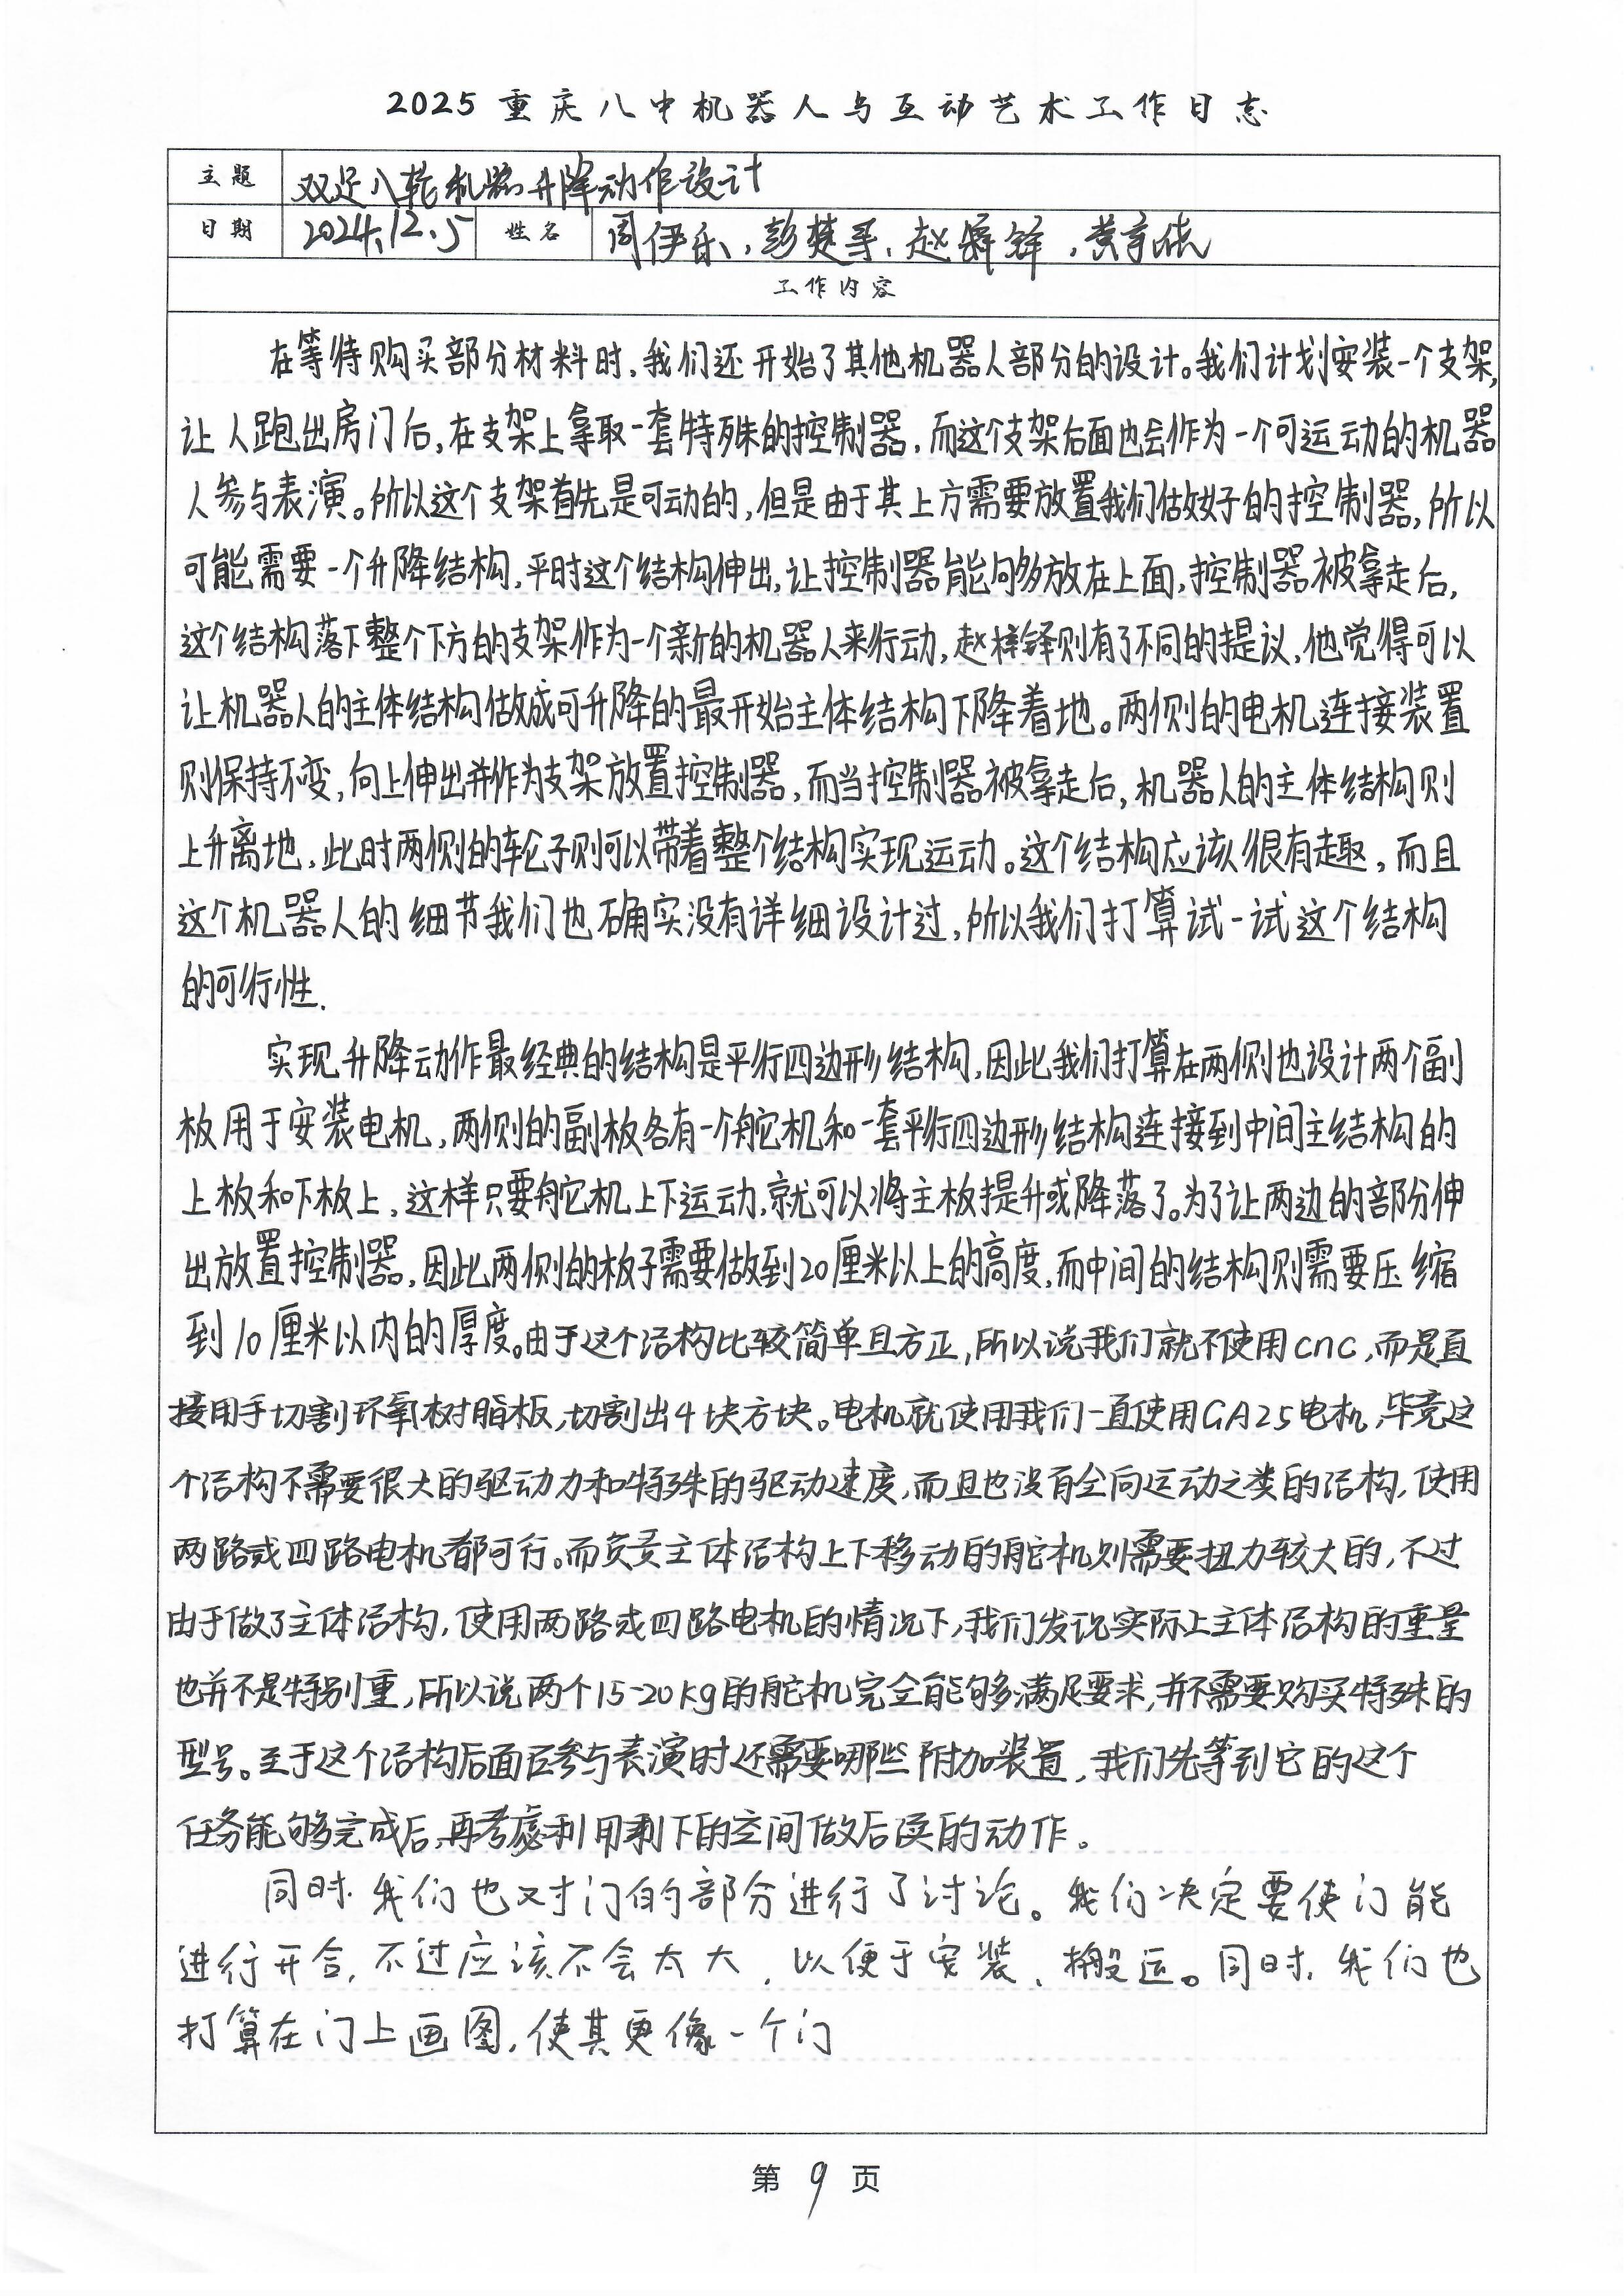 2025重庆八中机器人与互动艺术工作日志
主题 双足八轮机器升降动作设计
日期 2024.12.5 姓名 周伊乐、彭楚、赵梓铎、黄
工作内容
在等待购买部分材料时,我们还开始了其他机器人部分的设计。我们计划安装一个支架,
让人跑出房门后,在支架上拿取一套特殊的控制器,而这个支架后面也会作为一个可运动的机器
人参与表演。所以这个支架首先是可动的,但是由于其上方需要放置我们做好的控制器,所以
可能需要一个升降结构,平时这个结构伸出,让控制器能够放在上面,控制器被拿走后,
这个结构落下整个下方的支架作为一个新的机器人来行动,赵梓铎则有了不同的提议,他觉得可以
让机器人的主体结构做成可升降的最开始主体结构下降着地。两侧的电机连接装置
则保持不变,向上伸出并作为支架放置控制器,而当控制器被拿走后,机器人的主体结构则
上升离地,此时两侧的轮子则可以带着整个结构实现运动。这个结构应该很有趣,而且
这个机器人的细节我们也确实没有详细设计过,所以我们打算试一试这个结构
的可行性.
实现升降动作最经典的结构是平行四边形结构,因此我们打算在两侧也设计两个副
板用于安装电机,两侧的副板各有一个舵机和一套平行四边形结构连接到中间主结构的
上板和下板上,这样只要舵机上下运动,就可以将主板提升或降落了。为了让两边的部分伸
出放置控制器,因此两侧的板子需要做到20厘米以上的高度,而中间的结构则需要压缩
到10厘米以内的厚度。由于这个结构比较简单且方正,所以说我们就不使用cnc,而是直
接用手切割环氧树脂板,切割出4块方块。电机就使用我们一直使用GA25电机,毕竟这
个结构不需要很大的驱动力和特殊的驱动速度,而且也没有全向运动之类的结构,使用
两路或四路电机都可行。而负责主体结构上下移动的舵机则需要扭力较大的,不过
由于做了主体结构,使用两路或四路电机的情况下,我们发现实际上主体结构的重量
也并不是特别重,所以说两个15-20kg的舵机完全能够满足要求,并不需要购买特殊的
型号。至于这个结构后面在参与表演时还需要哪些附加装置,我们先等到它的这个
任务能够完成后,再考虑利用剩下的空间做后续的动作。
同时,我们也对门的部分进行了讨论。我们决定要使门能
进行开合,不过应该不会太大,以便于安装、搬运。同时,我们也
打算在门上画图,使其更像一个门
第9页